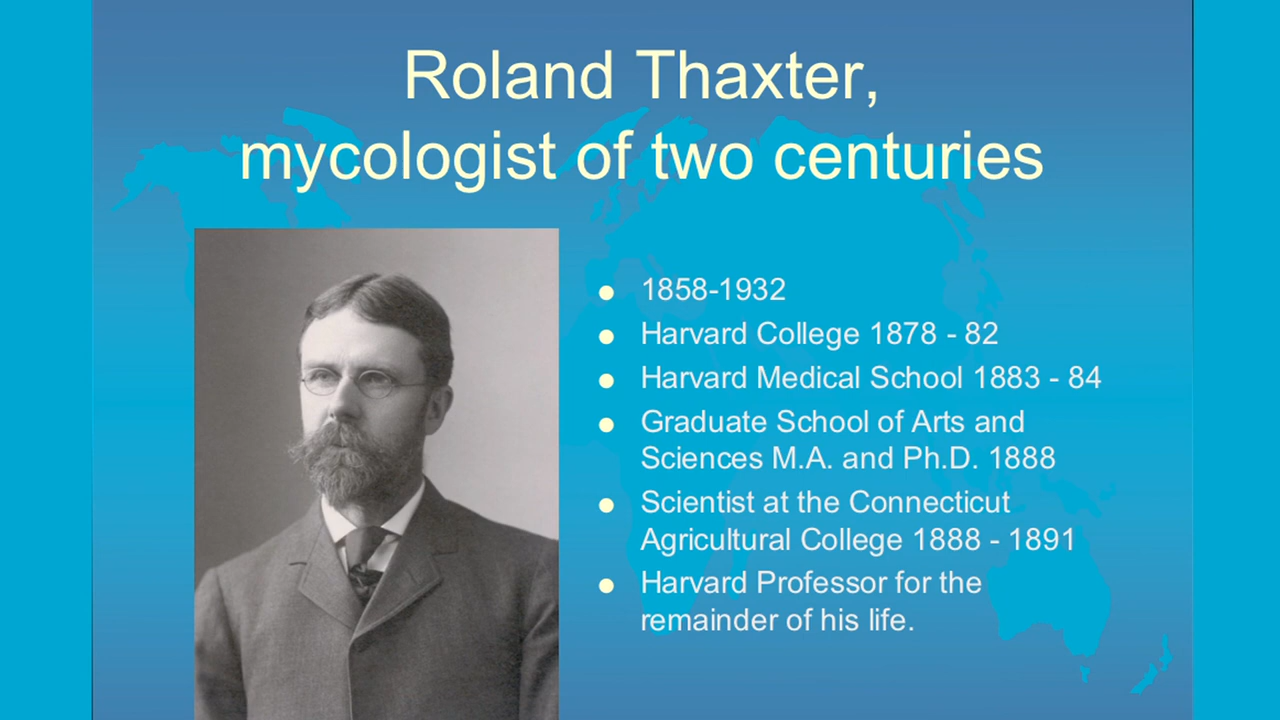 Roland Thaxter,
mycologist of two centuries
● 1858-1932
● Harvard College 1878 - 82
● Harvard Medical School 1883 - 84
● Graduate School of Arts and
Sciences M.A. and Ph.D. 1888
● Scientist at the Connecticut
Agricultural College 1888 - 1891
● Harvard Professor for the
remainder of his life.